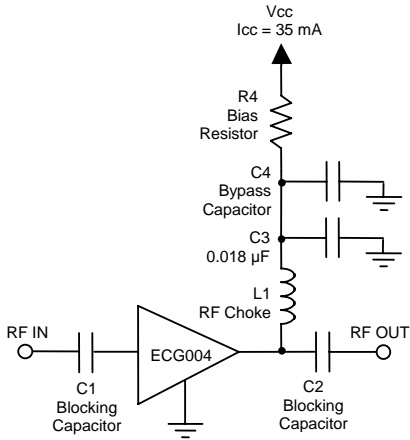 Vcc
Icc = 35 mA
R4
Bias
Resistor
C4
Bypass
Capacitor
C3
0.018 µF
L1
RF Choke
RF IN
RF OUT
ECG004
C1
Blocking
Capacitor
C2
Blocking
Capacitor